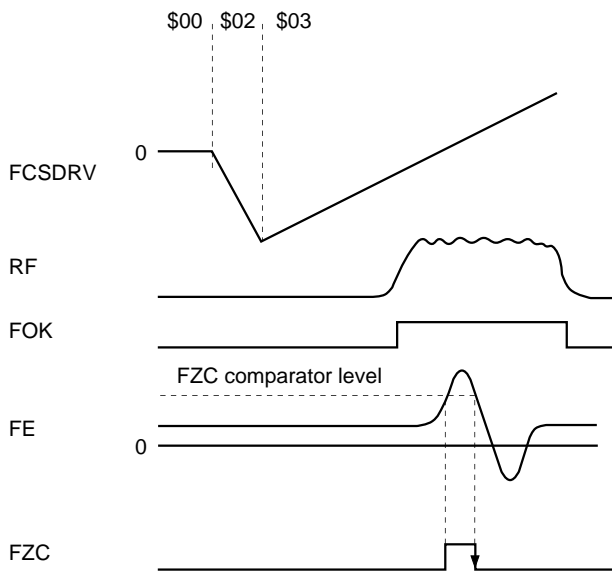 $00 $02 $03
0
FCSDRV
RF
FOK
FZC comparator level
FE
0
FZC